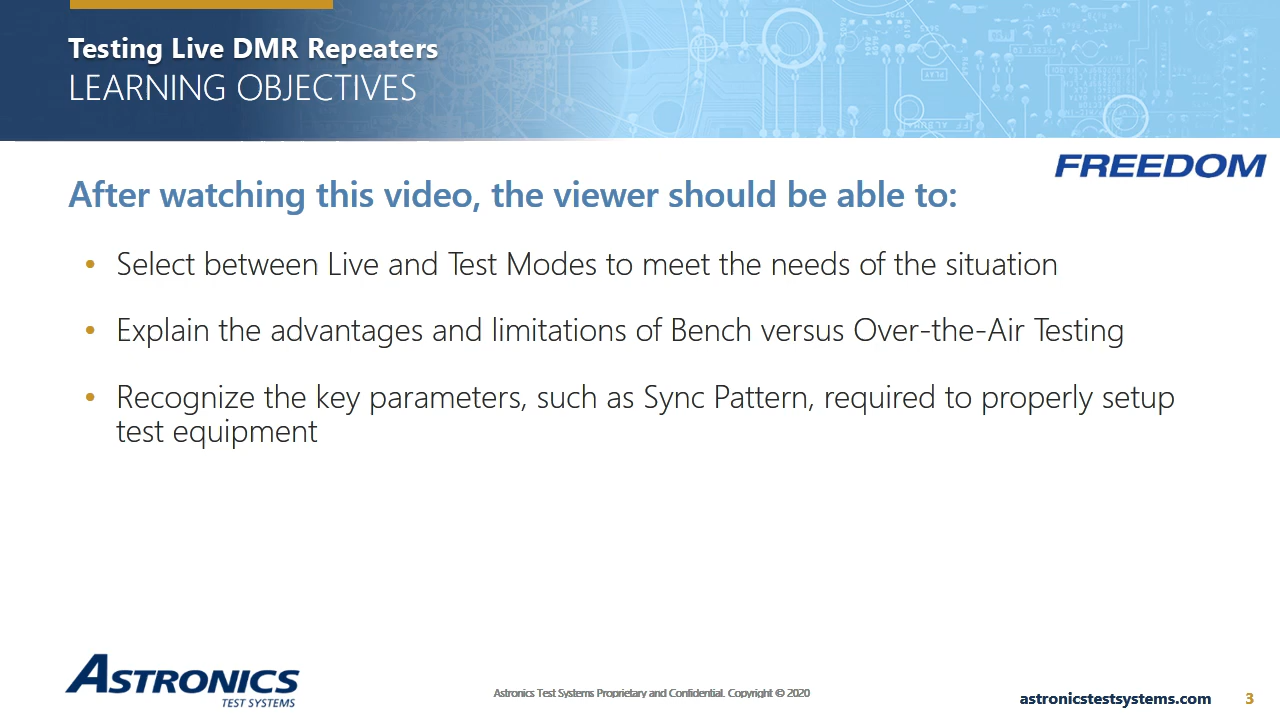 Testing Live DMR Repeaters
LEARNING OBJECTIVES
FREEDOM
After watching this video, the viewer should be able to:
• Select between Live and Test Modes to meet the needs of the situation
• Explain the advantages and limitations of Bench versus Over-the-Air Testing
• Recognize the key parameters, such as Sync Pattern, required to properly setup
test equipment
ASTRONICS
TEST SYSTEMS
Astronics Test Systems Proprietary and Confidential. Copyright © 2020
astronicstestsystems.com
3